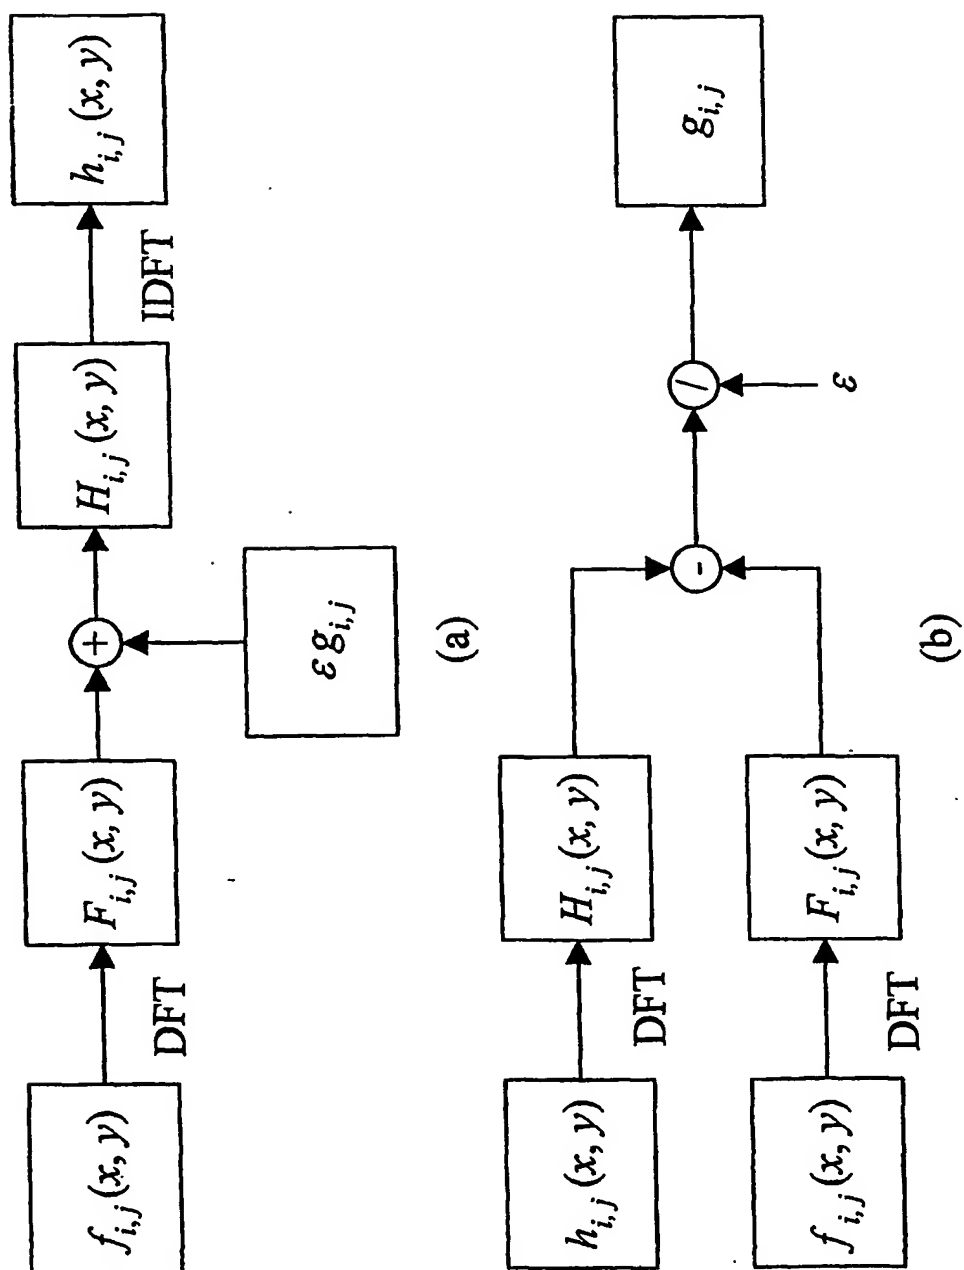 f_{i,j}(x, y)
DFT
F_{i,j}(x, y)
+
εg_{i,j}
H_{i,j}(x, y)
IDFT
h_{i,j}(x, y)
(a)
h_{i,j}(x, y)
DFT
H_{i,j}(x, y)
f_{i,j}(x, y)
DFT
F_{i,j}(x, y)
-
/
ε
g_{i,j}
(b)